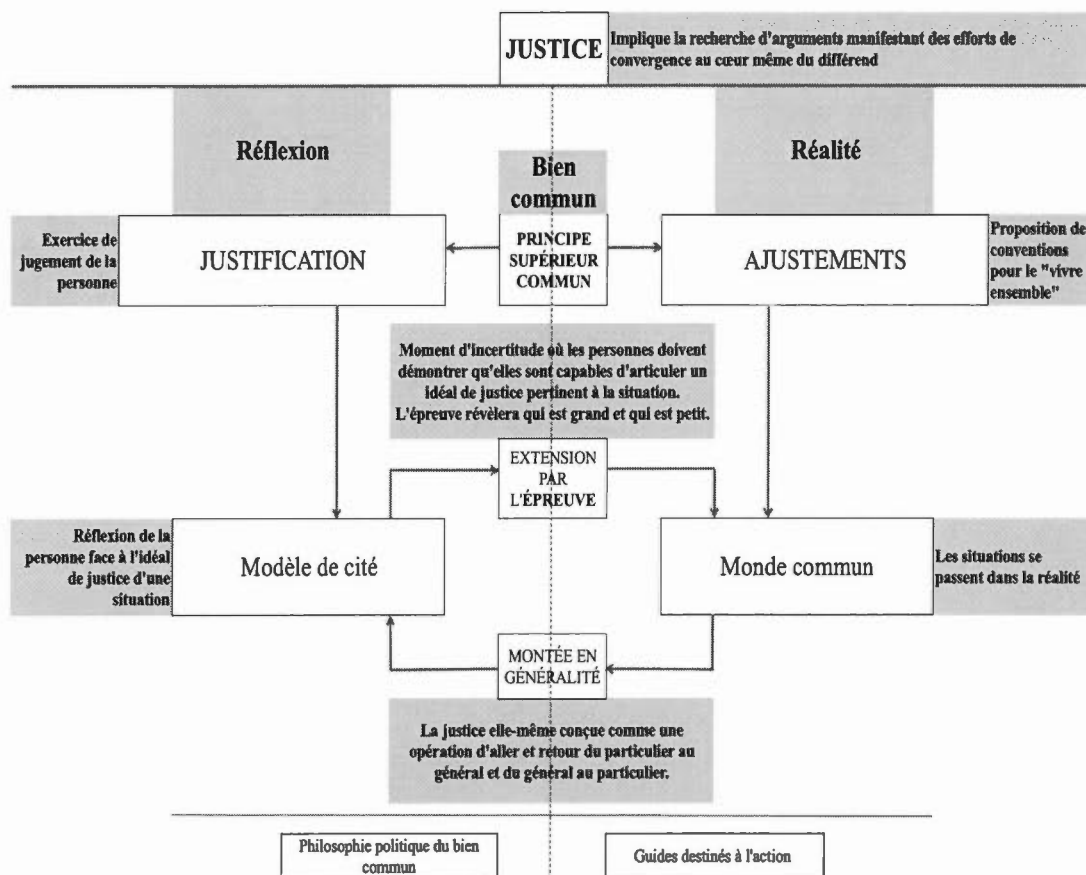 JUSTICE
Implique la recherche d'arguments manifestant des efforts de
convergence au cœur même du différend
Réflexion
Réalité
Bien
commun
Exercice de
jugement de la
personne
JUSTIFICATION
PRINCIPE
SUPÉRIEUR
COMMUN
AJUSTEMENTS
Proposition de
conventions
pour le "vivre
ensemble"
Moment d'incertitude où les personnes doivent
démontrer qu'elles sont capables d'articuler un
idéal de justice pertinent à la situation.
L'épreuve révèlera qui est grand et qui est petit.
EXTENSION
PAR
L'ÉPREUVE
Réflexion de la
personne face à l'idéal
de justice d'une
situation
Modèle de cité
Monde commun
Les situations se
passent dans la réalité
MONTÉE EN
GÉNÉRALITÉ
La justice elle-même conçue comme une
opération d'aller et retour du particulier au
général et du général au particulier.
Philosophie politique du bien
commun
Guides destinés à l'action